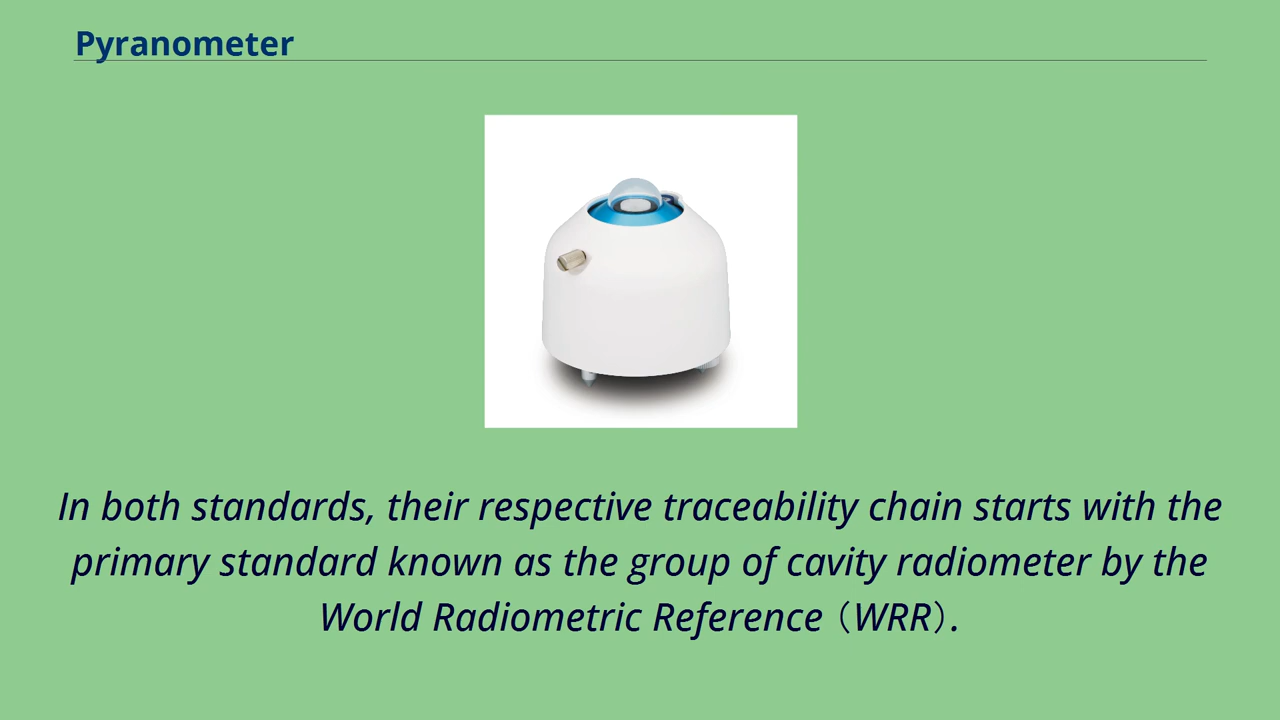 Pyranometer
In both standards, their respective traceability chain starts with the
primary standard known as the group of cavity radiometer by the
World Radiometric Reference（WRR）.